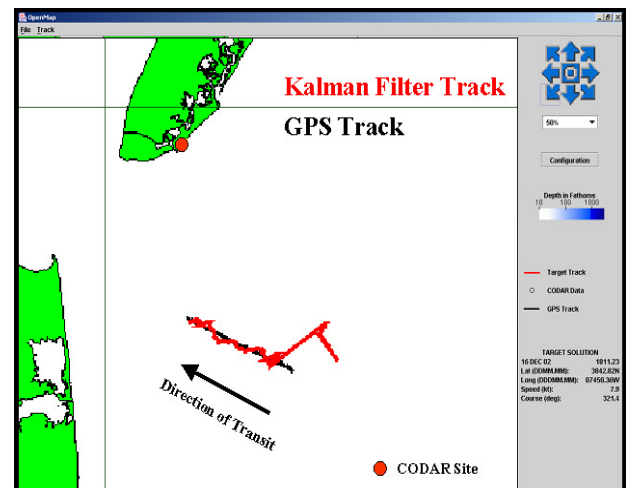 OpenMap
File Track
Kalman Filter Track
GPS Track
50%
Configuration
Depth in Fathoms
10 100 1000
Target Track
CODAR Data
GPS Track
TARGET SOLUTION
16 DEC 02 1811.23
Lat (DDMM.MM): 3842.82N
Long (DDDMM.MM): 07450.36W
Speed (kt): 7.9
Course (deg): 321.4
Direction of Transit
CODAR Site